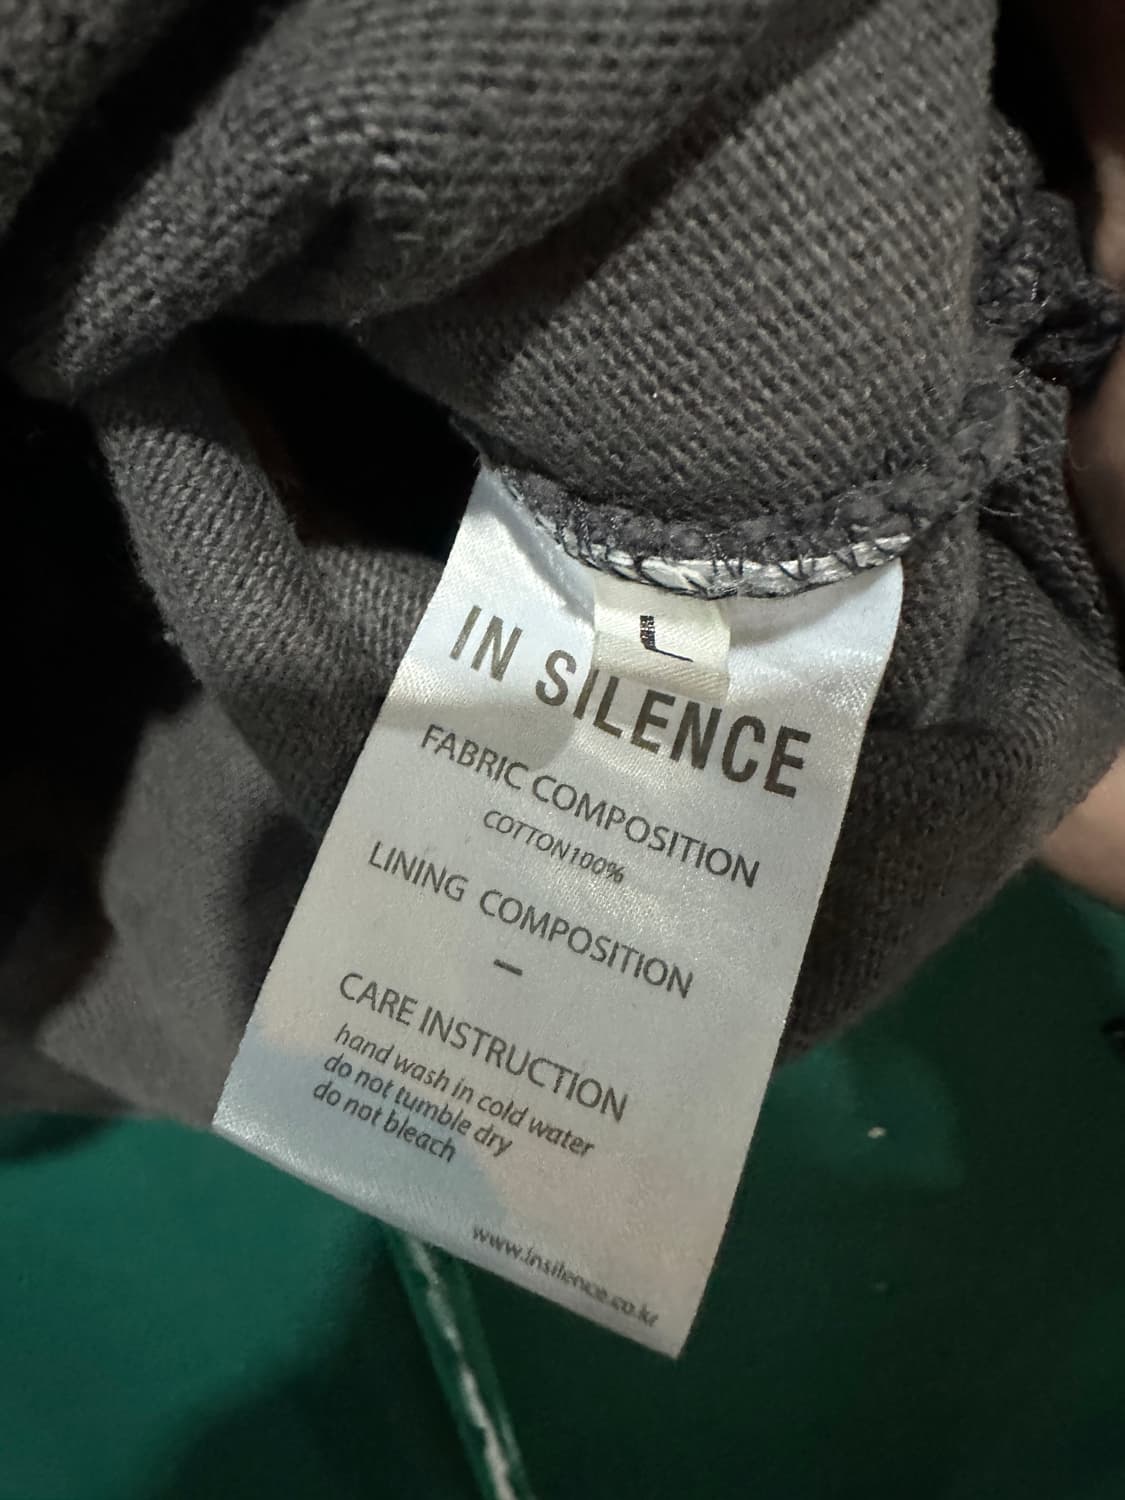 L
IN SILENCE
FABRIC COMPOSITION
COTTON100%
LINING COMPOSITION
-
CARE INSTRUCTION
hand wash in cold water
do not tumble dry
do not bleach
www.insilence.co.kr